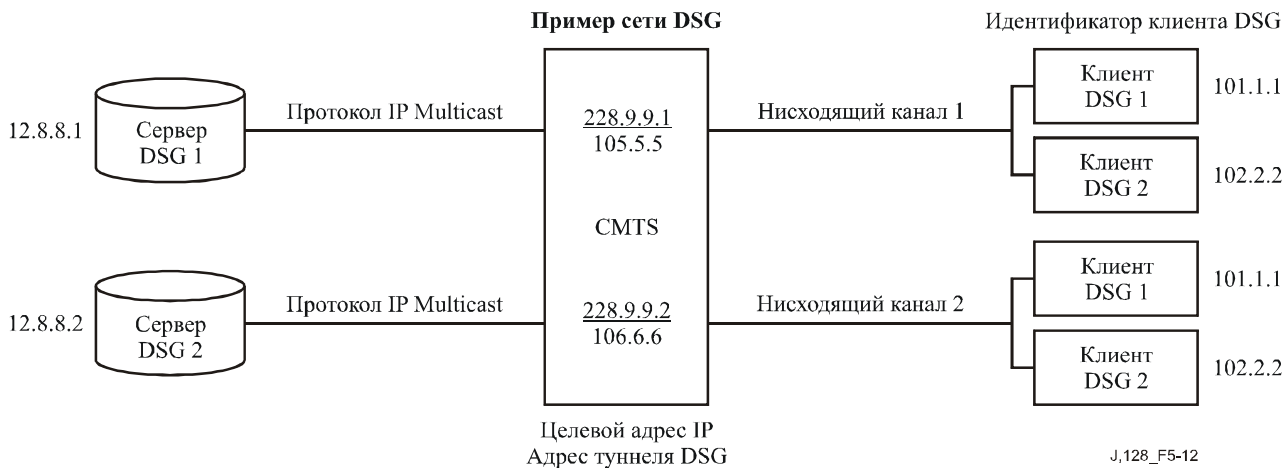 Пример сети DSG
Идентификатор клиента DSG
12.8.8.1
Сервер
DSG 1
Протокол IP Multicast
228.9.9.1
105.5.5
Нисходящий канал 1
Клиент
DSG 1
101.1.1
Клиент
DSG 2
102.2.2
CMTS
12.8.8.2
Сервер
DSG 2
Протокол IP Multicast
228.9.9.2
106.6.6
Нисходящий канал 2
Клиент
DSG 1
101.1.1
Клиент
DSG 2
102.2.2
Целевой адрес IP
Адрес туннеля DSG
J,128_F5-12